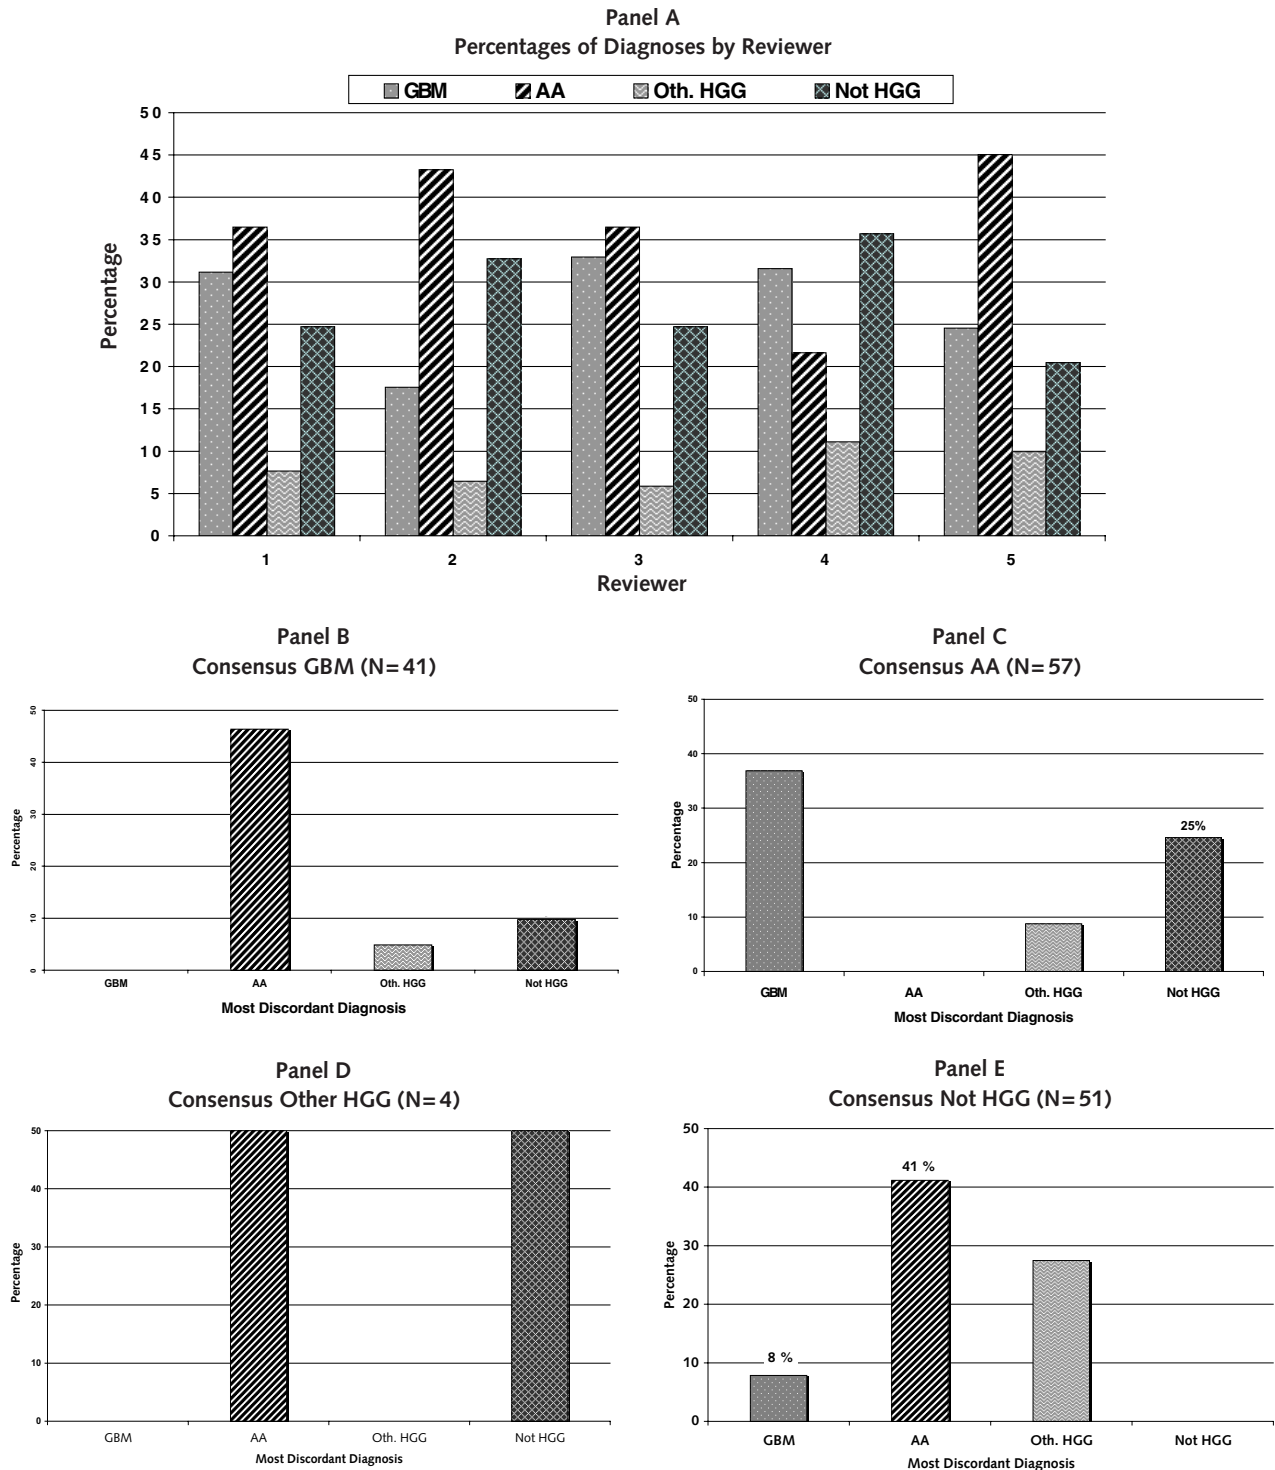 Panel A
Percentages of Diagnoses by Reviewer
GBM AA Oth. HGG Not HGG
50
45
40
35
30
25
20
15
10
5
0
Percentage
1 2 3 4 5
Reviewer
Panel B
Consensus GBM (N=41)
50
40
30
20
10
0
Percentage
GBM AA Oth. HGG Not HGG
Most Discordant Diagnosis
Panel C
Consensus AA (N=57)
50
40
30
20
10
0
Percentage
25%
GBM AA Oth. HGG Not HGG
Most Discordant Diagnosis
Panel D
Consensus Other HGG (N=4)
50
40
30
20
10
0
Percentage
GBM AA Oth. HGG Not HGG
Most Discordant Diagnosis
Panel E
Consensus Not HGG (N=51)
50
40
30
20
10
0
Percentage
8 %
41 %
GBM AA Oth. HGG Not HGG
Most Discordant Diagnosis